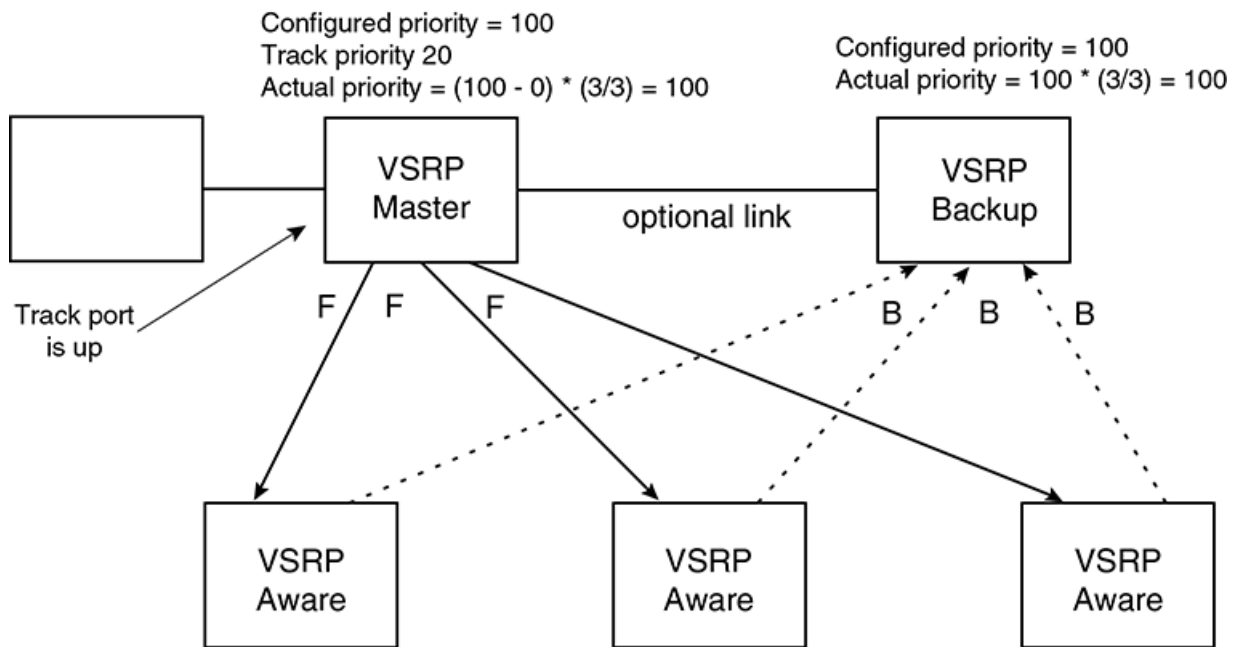 Configured priority = 100
Track priority 20
Actual priority = (100 - 0) * (3/3) = 100
Configured priority = 100
Actual priority = 100 * (3/3) = 100
VSRP
Master
optional link
VSRP
Backup
Track port
is up
F
F
F
B
B
B
VSRP
Aware
VSRP
Aware
VSRP
Aware